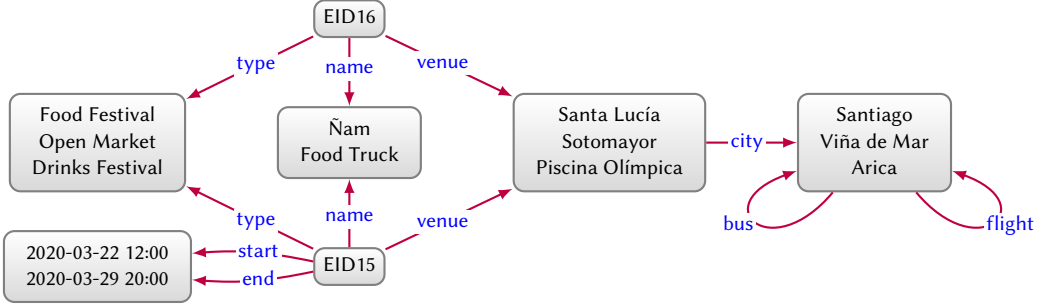 EID16
type
name
venue
Food Festival
Open Market
Drinks Festival
Ñam
Food Truck
Santa Lucía
Sotomayor
Piscina Olímpica
city
Santiago
Viña de Mar
Arica
type
name
venue
bus
flight
2020-03-22 12:00
2020-03-29 20:00
start
end
EID15